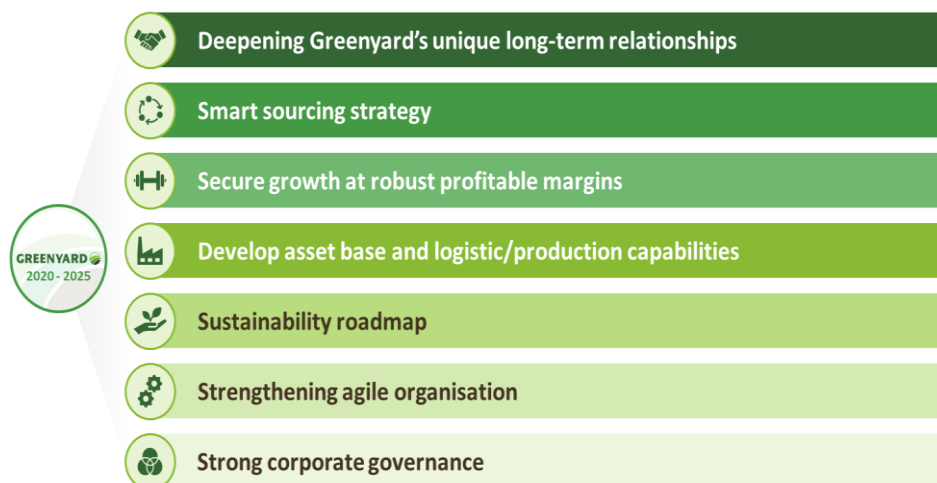 Deepening Greenyard's unique long-term relationships
Smart sourcing strategy
Secure growth at robust profitable margins
GREENYARD
2020 - 2025
Develop asset base and logistic/production capabilities
Sustainability roadmap
Strengthening agile organisation
Strong corporate governance